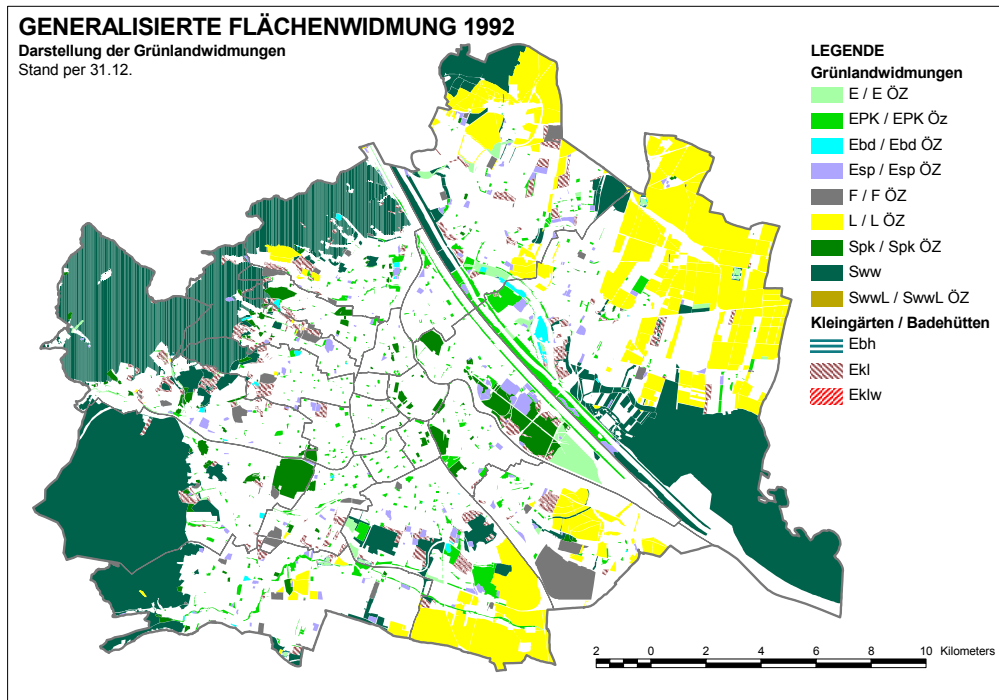 GENERALISIERTE FLÄCHENWIDMUNG 1992
Darstellung der Grünlandwidmungen
Stand per 31.12.
LEGENDE
Grünlandwidmungen
E / E ÖZ
EPK / EPK Öz
Ebd / Ebd ÖZ
Esp / Esp ÖZ
F / F ÖZ
L / L ÖZ
Spk / Spk ÖZ
Sww
SwwL / SwwL ÖZ
Kleingärten / Badehütten
Ebh
Ekl
Eklw
2 0 2 4 6 8 10 Kilometers